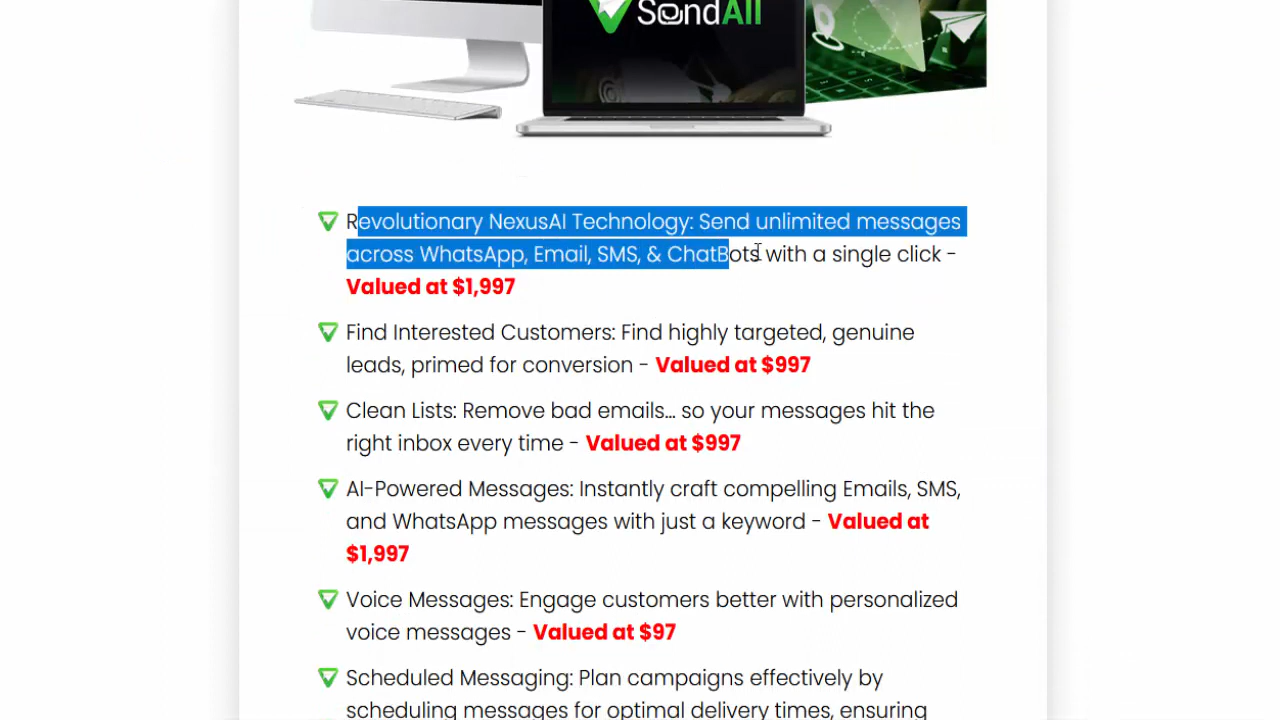 SendAll
Revolutionary NexusAI Technology: Send unlimited messages
across WhatsApp, Email, SMS, & ChatBots with a single click -
Valued at $1,997
Find Interested Customers: Find highly targeted, genuine
leads, primed for conversion - Valued at $997
Clean Lists: Remove bad emails... so your messages hit the
right inbox every time - Valued at $997
AI-Powered Messages: Instantly craft compelling Emails, SMS,
and WhatsApp messages with just a keyword - Valued at
$1,997
Voice Messages: Engage customers better with personalized
voice messages - Valued at $97
Scheduled Messaging: Plan campaigns effectively by
scheduling messages for optimal delivery times, ensuring